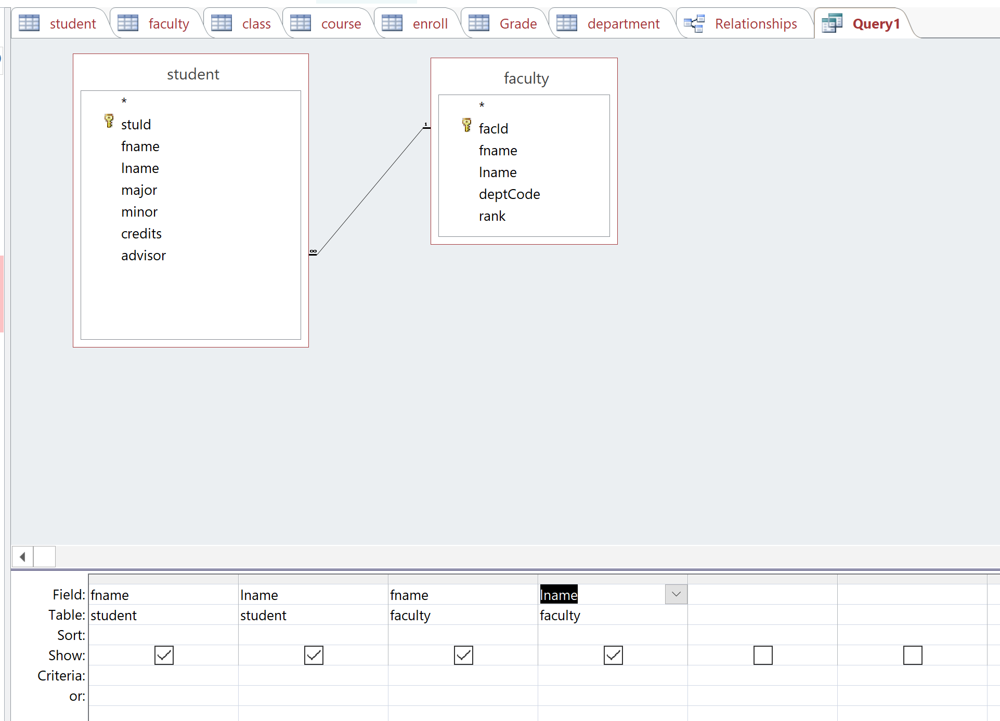 student faculty class course enroll Grade department Relationships Query1
student
*
stuId
fname
lname
major
minor
credits
advisor
∞
1
faculty
*
facId
fname
lname
deptCode
rank
Field: fname lname fname lname
Table: student student faculty faculty
Sort:
Show:
Criteria:
or: